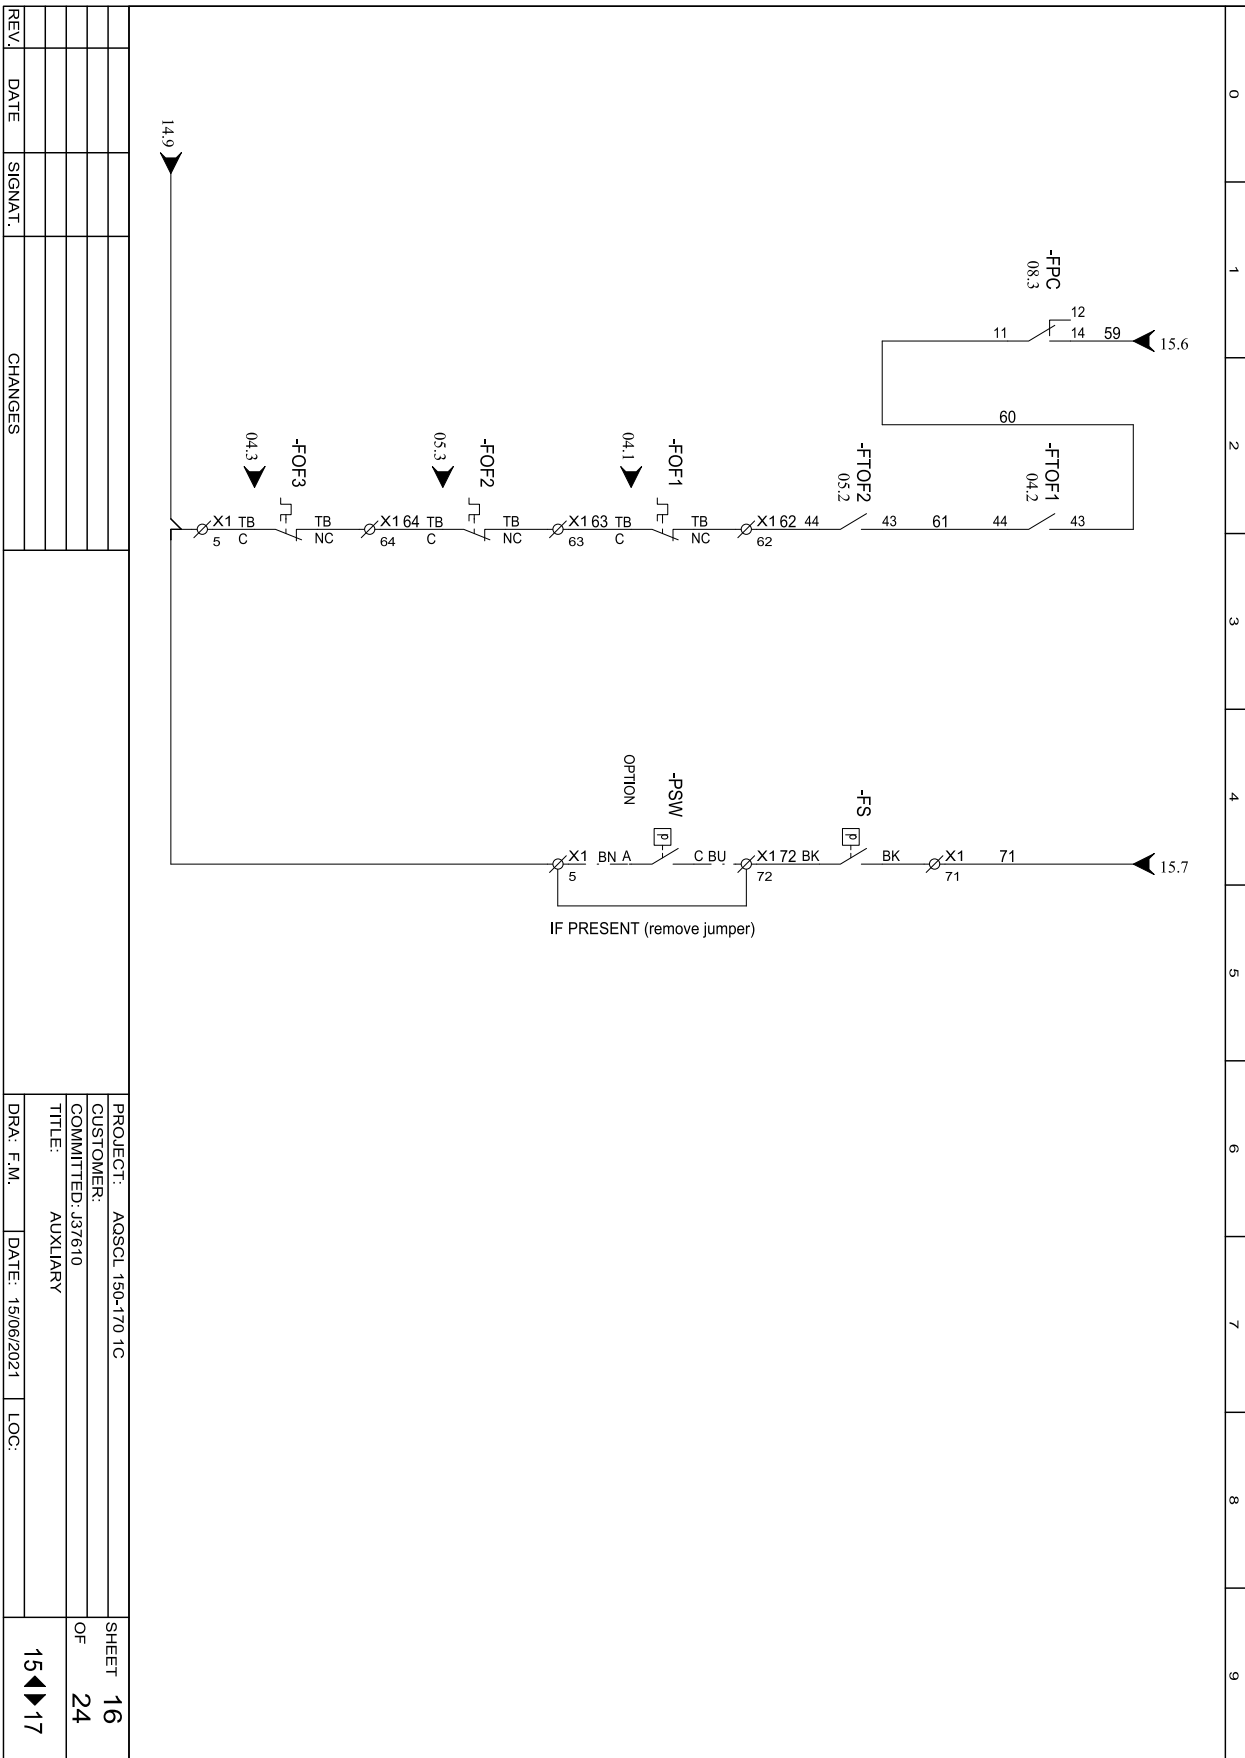 0
1
2
3
4
5
6
7
8
9
15.6
59
14
12
11
-FPC
08.3
60
43
-FTOF1
04.2
44
61
43
-FTOF2
05.2
44
X1 62
62
TB
NC
-FOF1
04.1
TB
C
X1 63
63
TB
NC
-FOF2
05.3
TB
C
X1 64
64
TB
NC
-FOF3
04.3
TB
C
X1
5
14.9
15.7
71
X1
71
BK
-FS
p
BK
X1 72
72
C BU
-PSW
p
OPTION
BN A
X1
5
IF PRESENT (remove jumper)
REV.
DATE
SIGNAT.
CHANGES
PROJECT: AQSCL 150-170 1C
CUSTOMER:
COMMITTED: J37610
TITLE:
AUXLIARY
DRA: F.M.
DATE: 15/06/2021
LOC:
SHEET 16
OF 24
15 17